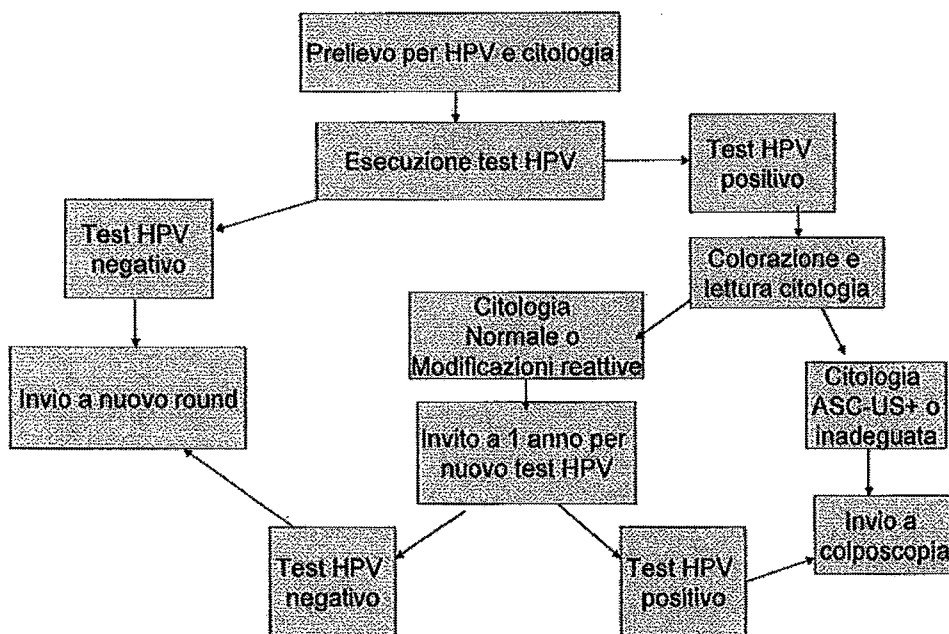 Prelievo per HPV e citologia
Esecuzione test HPV
Test HPV
positivo
Test HPV
negativo
Colorazione e
lettura citologia
Citologia
Normale o
Modificazioni reattive
Invio a nuovo round
Citologia
ASC-US+ o
inadeguata
Invito a 1 anno per
nuovo test HPV
Invio a
colposcopia
Test HPV
negativo
Test HPV
positivo